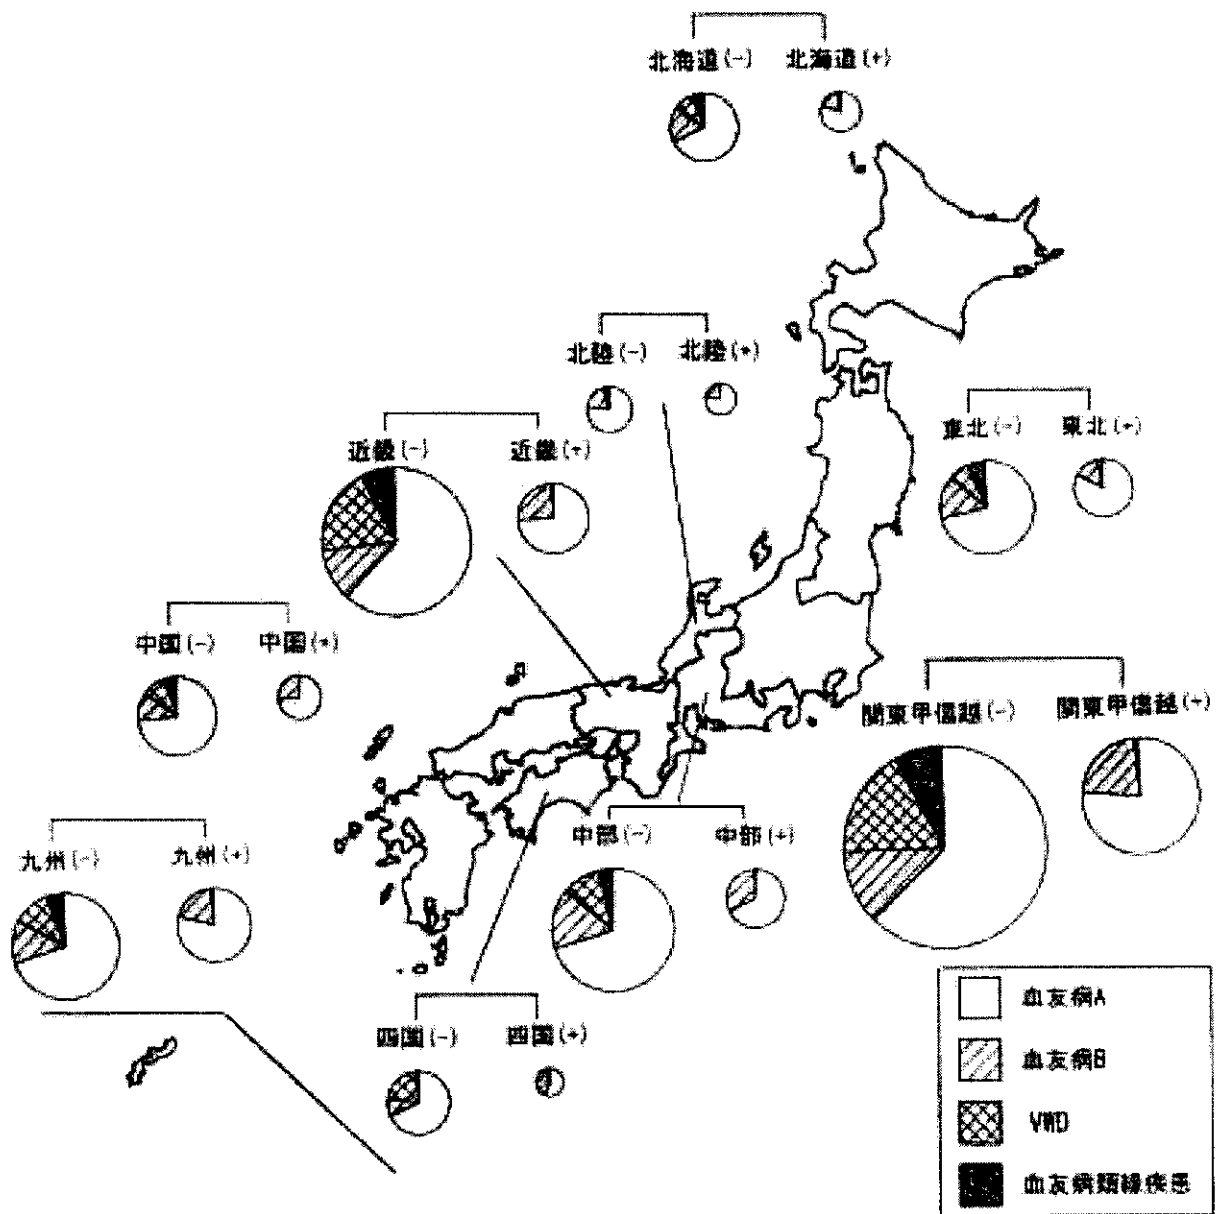 北海道(-) 北海道(+)
北陸(-) 北陸(+)
東北(-) 東北(+)
近畿(-) 近畿(+)
中国(-) 中国(+)
関東甲信越(-) 関東甲信越(+)
中部(-) 中部(+)
九州(-) 九州(+)
四国(-) 四国(+)
血友病A
血友病B
VWD
血友病類縁疾患